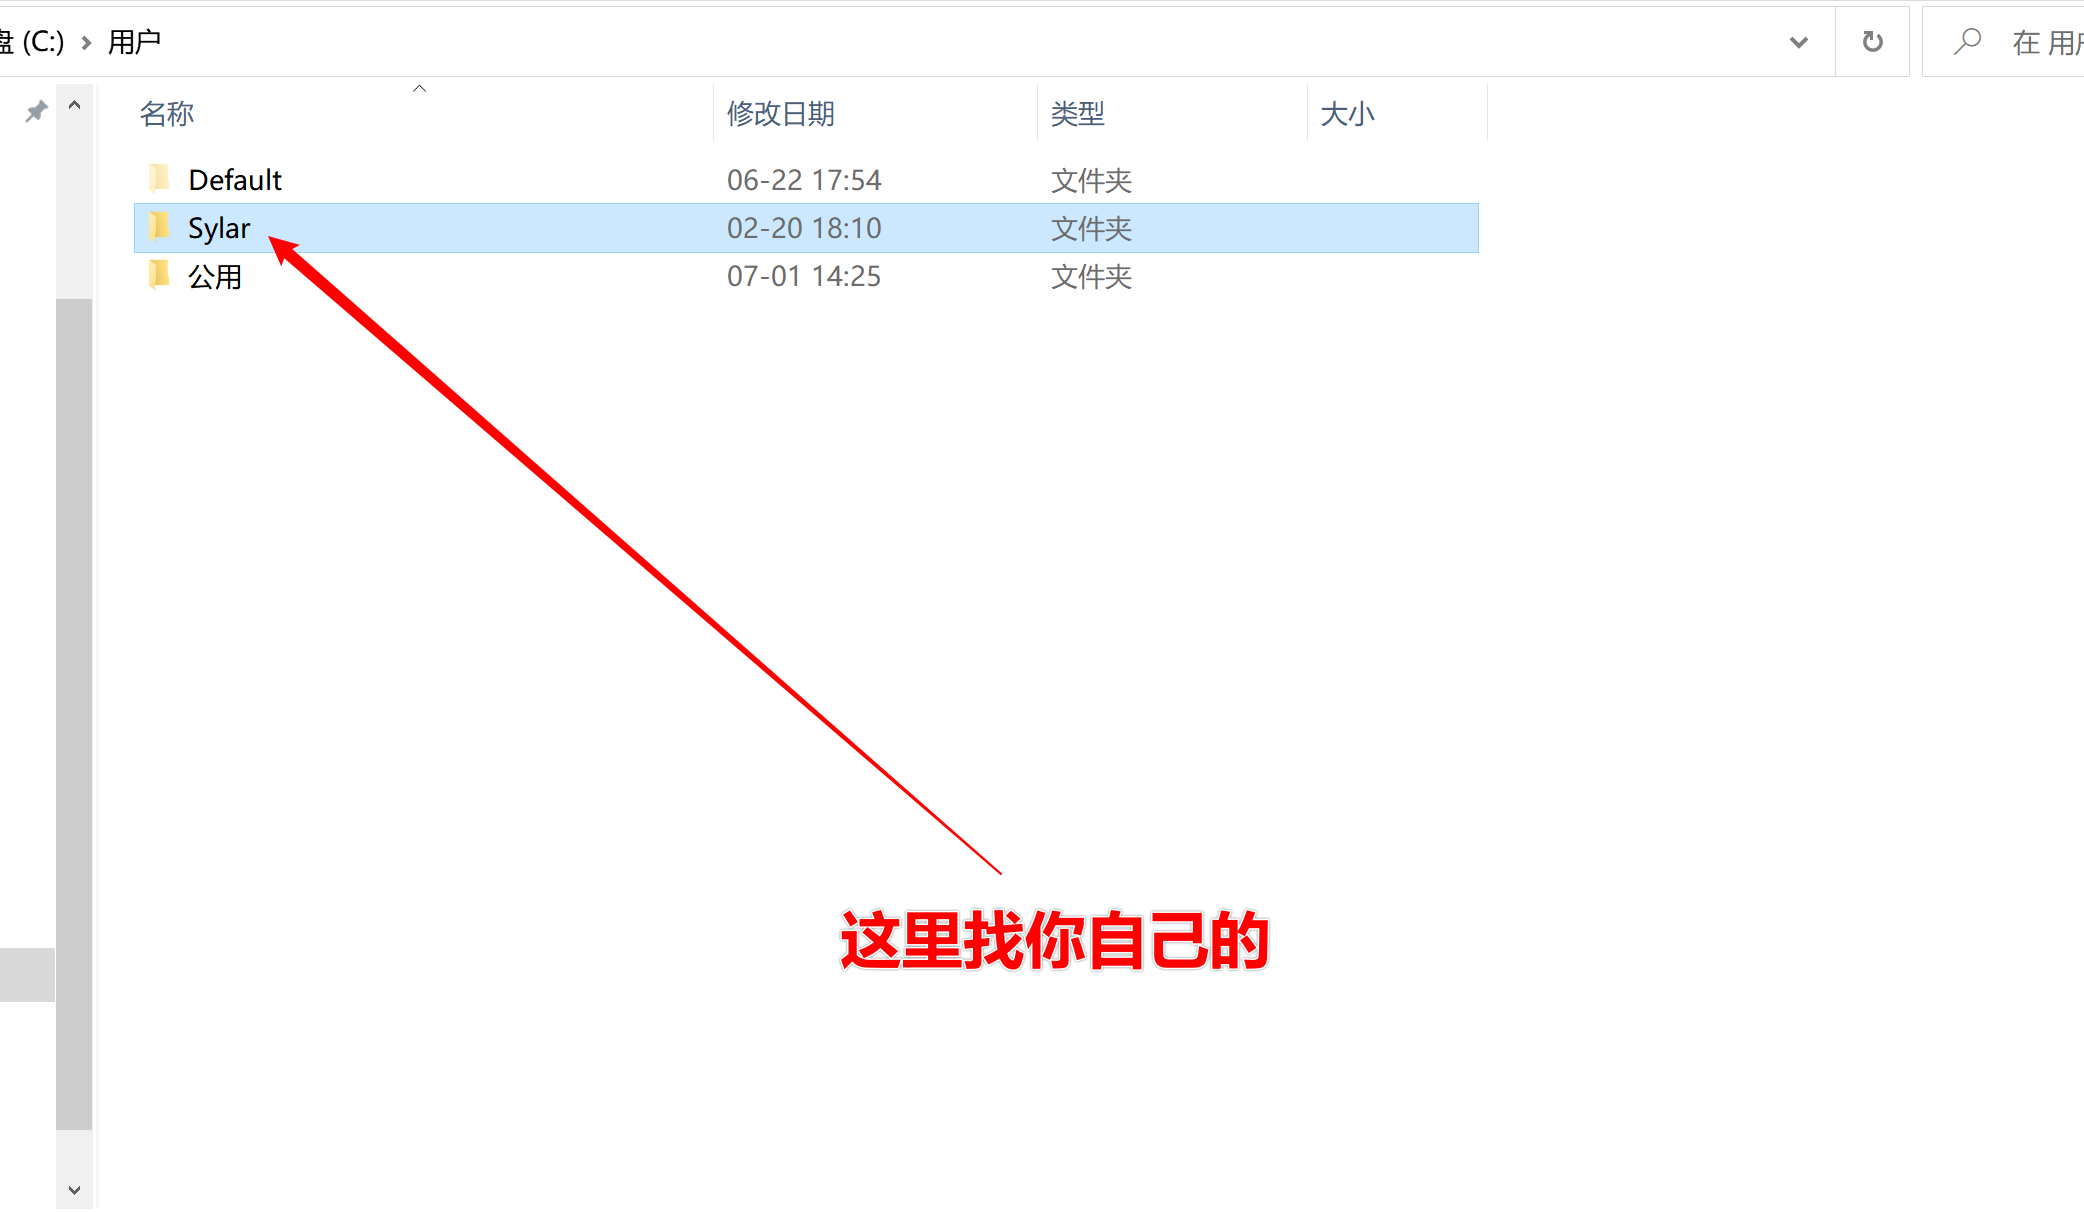 盘 (C:) 用户
在 用户
名称 修改日期 类型 大小
Default 06-22 17:54 文件夹
Sylar 02-20 18:10 文件夹
公用 07-01 14:25 文件夹
这里找你自己的